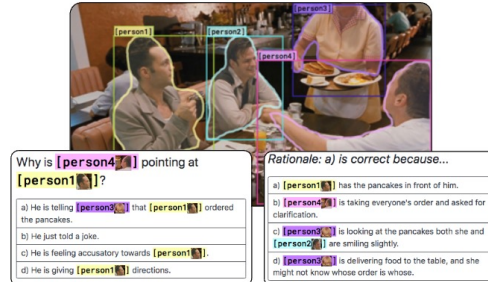 [person1]
[person2]
[person3]
[person4]
Why is [person4] pointing at
[person1]?
a) He is telling [person3] that [person1] ordered
the pancakes.
b) He just told a joke.
c) He is feeling accusatory towards [person1].
d) He is giving [person1] directions.
Rationale: a) is correct because...
a) [person1] has the pancakes in front of him.
b) [person4] is taking everyone's order and asked for
clarification.
c) [person3] is looking at the pancakes both she and
[person2] are smiling slightly.
d) [person3] is delivering food to the table, and she
might not know whose order is whose.